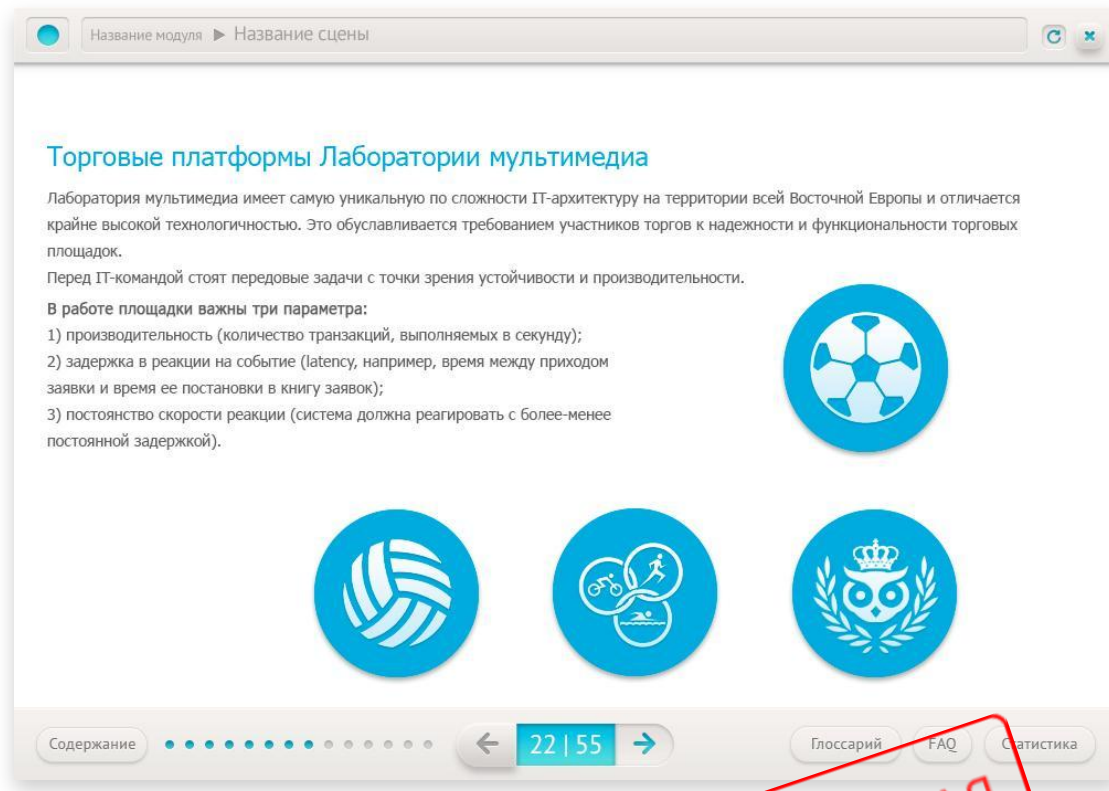 Название модуля ▶ Название сцены
Торговые платформы Лаборатории мультимедиа
Лаборатория мультимедиа имеет самую уникальную по сложности IT-архитектуру на территории всей Восточной Европы и отличается
крайне высокой технологичностью. Это обуславливается требованием участников торгов к надежности и функциональности торговых
площадок.
Перед IT-командой стоят передовые задачи с точки зрения устойчивости и производительности.
В работе площадки важны три параметра:
1) производительность (количество транзакций, выполняемых в секунду);
2) задержка в реакции на событие (latency, например, время между приходом
заявки и время ее постановки в книгу заявок);
3) постоянство скорости реакции (система должна реагировать с более-менее
постоянной задержкой).
Содержание
22 | 55
Глоссарий
FAQ
Статистика